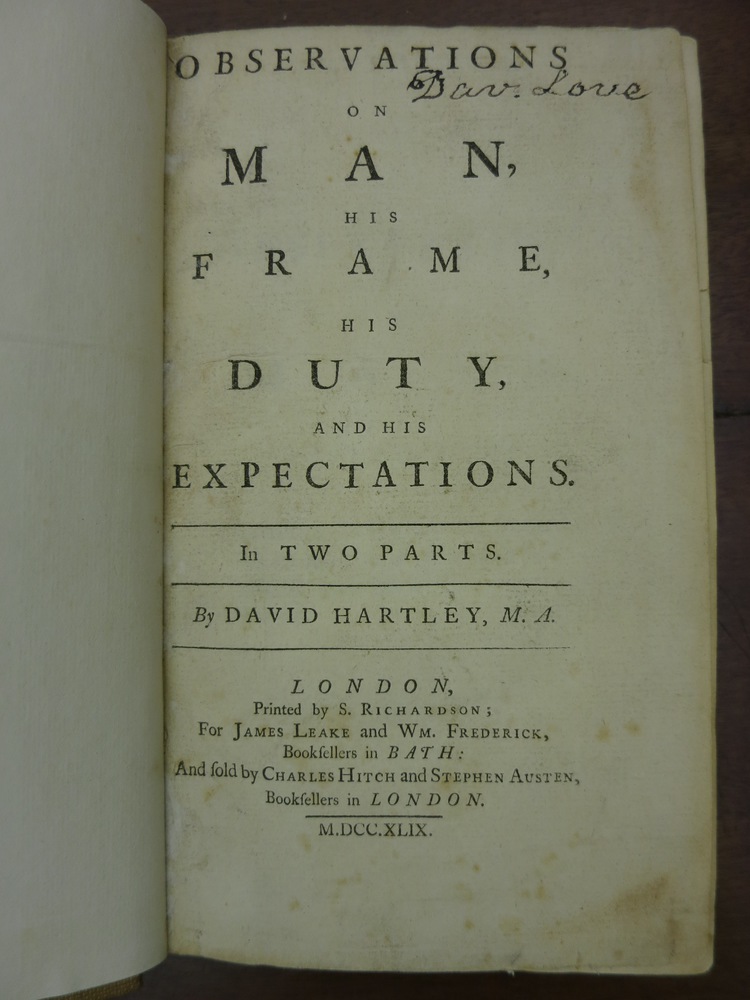 OBSERVATIONS
Dav. Love
ON
MAN,
HIS
FRAME,
HIS
DUTY,
AND HIS
EXPECTATIONS.
In TWO PARTS.
By DAVID HARTLEY, M. A.
LONDON,
Printed by S. RICHARDSON;
For JAMES LEAKE and WM. FREDERICK,
Bookſellers in BATH:
And ſold by CHARLES HITCH and STEPHEN AUSTEN,
Bookſellers in LONDON.
M.DCC.XLIX.